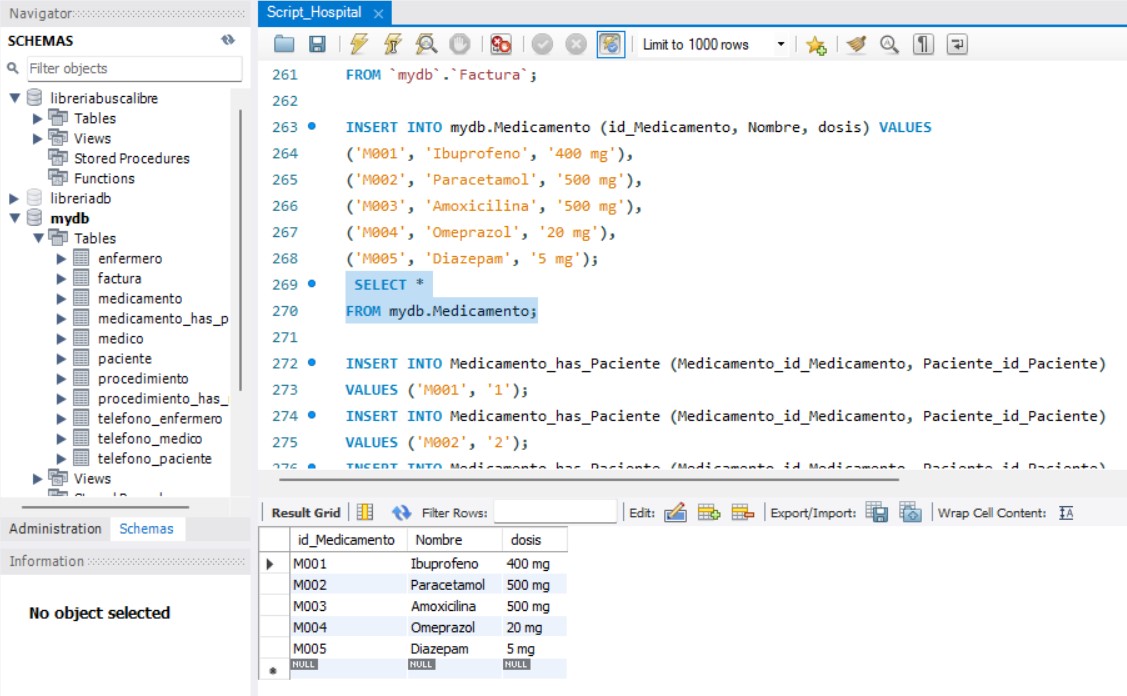 Navigator
SCHEMAS
Filter objects
libreriabuscalibre
Tables
Views
Stored Procedures
Functions
libreriadb
mydb
Tables
enfermero
factura
medicamento
medicamento_has_p
medico
paciente
procedimiento
procedimiento_has_
telefono_enfermero
telefono_medico
telefono_paciente
Views
Administration Schemas
Information
No object selected
Script_Hospital
Limit to 1000 rows
261 FROM `mydb`.`Factura`;
262
263 INSERT INTO mydb.Medicamento (id_Medicamento, Nombre, dosis) VALUES
264 ('M001', 'Ibuprofeno', '400 mg'),
265 ('M002', 'Paracetamol', '500 mg'),
266 ('M003', 'Amoxicilina', '500 mg'),
267 ('M004', 'Omeprazol', '20 mg'),
268 ('M005', 'Diazepam', '5 mg');
269 SELECT *
270 FROM mydb.Medicamento;
271
272 INSERT INTO Medicamento_has_Paciente (Medicamento_id_Medicamento, Paciente_id_Paciente)
273 VALUES ('M001', '1');
274 INSERT INTO Medicamento_has_Paciente (Medicamento_id_Medicamento, Paciente_id_Paciente)
275 VALUES ('M002', '2');
276 INSERT INTO Medicamento_has_Paciente (Medicamento_id_Medicamento, Paciente_id_Paciente)
Result Grid Filter Rows: Edit: Export/Import: Wrap Cell Content:
id_Medicamento Nombre dosis
M001 Ibuprofeno 400 mg
M002 Paracetamol 500 mg
M003 Amoxicilina 500 mg
M004 Omeprazol 20 mg
M005 Diazepam 5 mg
NULL NULL NULL